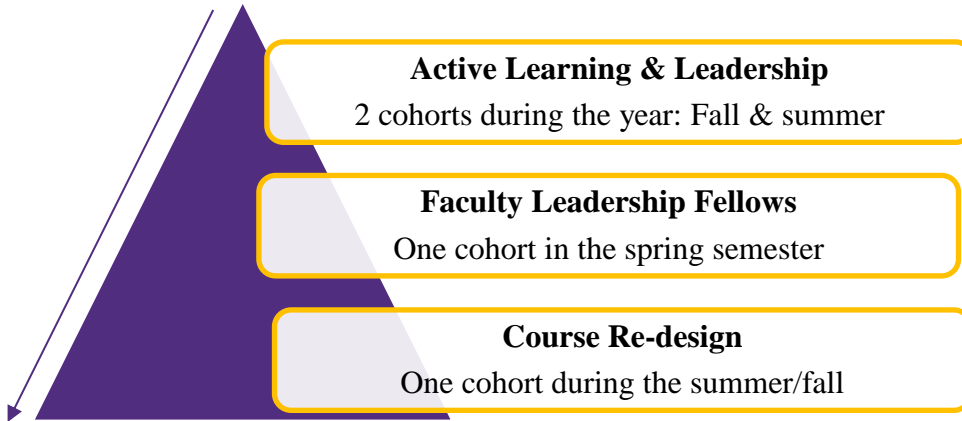 Active Learning & Leadership
2 cohorts during the year: Fall & summer
Faculty Leadership Fellows
One cohort in the spring semester
Course Re-design
One cohort during the summer/fall